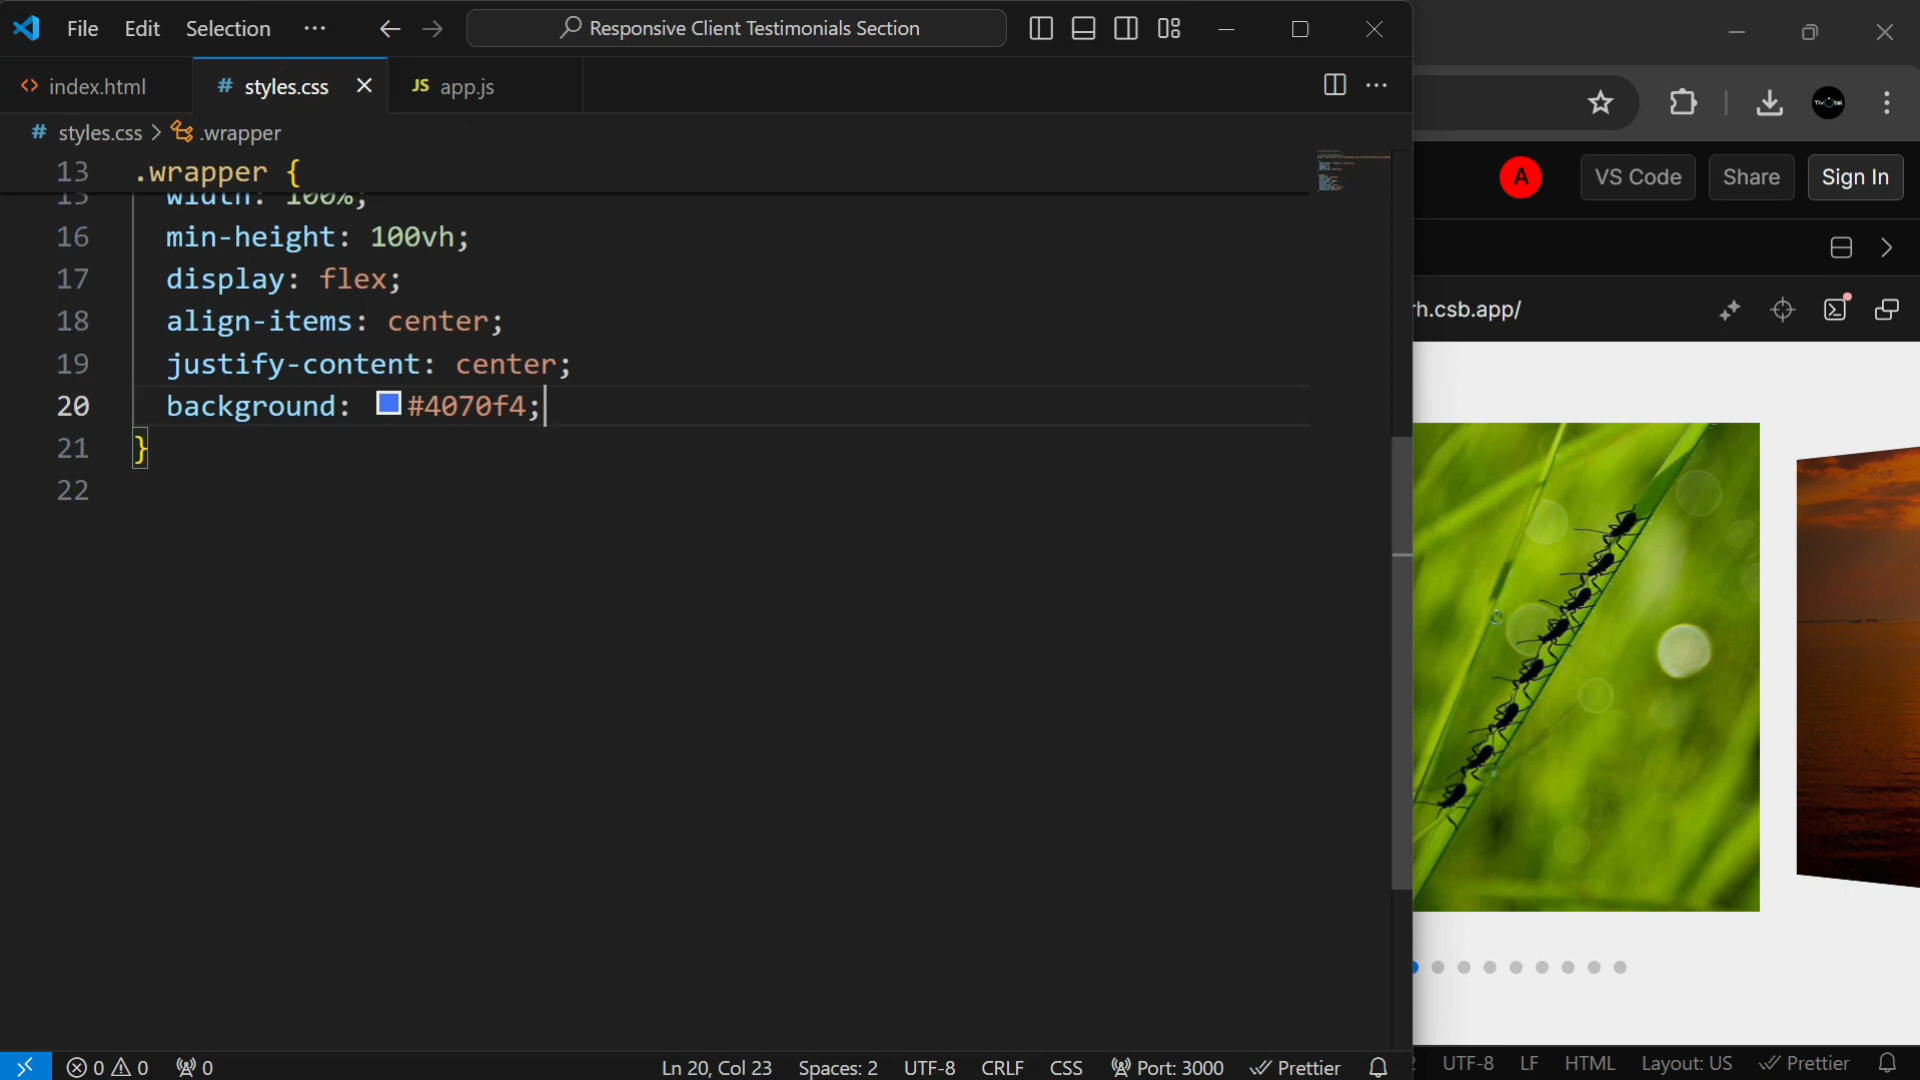 File Edit Selection ··· Responsive Client Testimonials Section
index.html # styles.css JS app.js
# styles.css > .wrapper
13 .wrapper {
15 width: 100%;
16 min-height: 100vh;
17 display: flex;
18 align-items: center;
19 justify-content: center;
20 background: #4070f4;
21 }
22
0 0 0 Ln 20, Col 23 Spaces: 2 UTF-8 CRLF CSS Port: 3000 Prettier
A VS Code Share Sign In
rh.csb.app/
UTF-8 LF HTML Layout: US Prettier